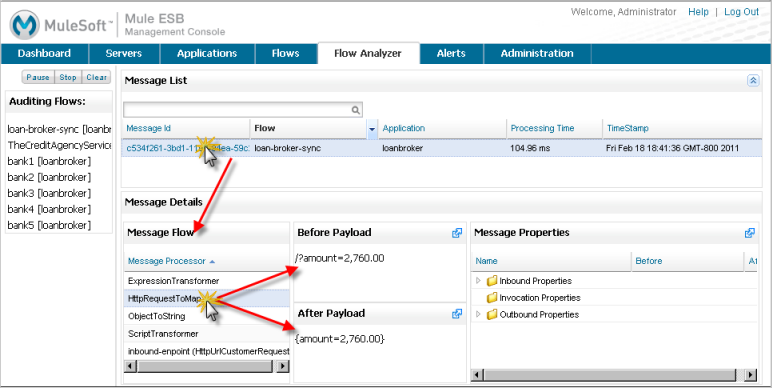 Welcome, Administrator Help | Log Out
MuleSoft™ Mule ESB
Management Console
Dashboard Servers Applications Flows Flow Analyzer Alerts Administration
Pause Stop Clear
Auditing Flows:
loan-broker-sync [loanbr
TheCreditAgencyService
bank1 [loanbroker]
bank2 [loanbroker]
bank3 [loanbroker]
bank4 [loanbroker]
bank5 [loanbroker]
Message List
Message Id Flow Application Processing Time TimeStamp
c534f261-3bd1-11 ea-59c: loan-broker-sync loanbroker 104.96 ms Fri Feb 18 18:41:36 GMT-800 2011
Message Details
Message Flow
Message Processor
ExpressionTransformer
HttpRequestToMap
ObjectToString
ScriptTransformer
inbound-enpoint (HttpUrlCustomerRequest
Before Payload
/?amount=2,760.00
After Payload
{amount=2,760.00}
Message Properties
Name Before Af
Inbound Properties
Invocation Properties
Outbound Properties